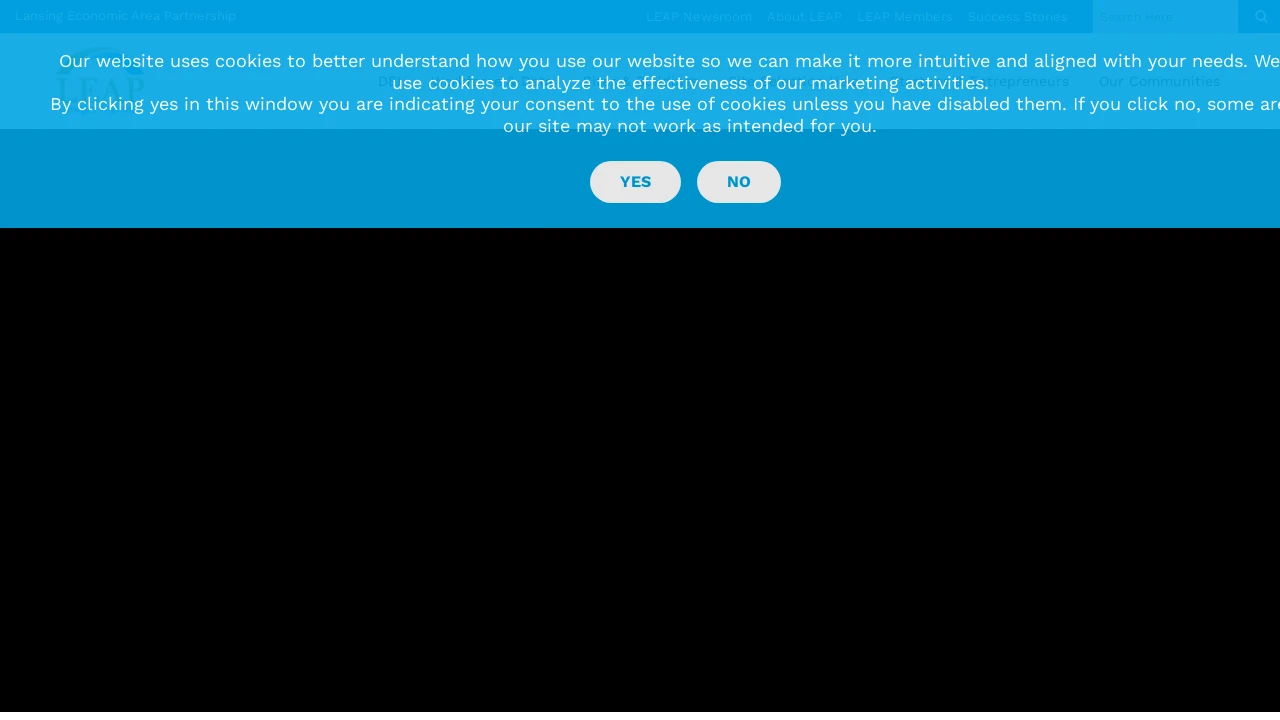 Lansing Economic Area Partnership
LEAP Newsroom About LEAP LEAP Members Success Stories Search Here
Our website uses cookies to better understand how you use our website so we can make it more intuitive and aligned with your needs. We
use cookies to analyze the effectiveness of our marketing activities.
LEAP
Entrepreneurs Our Communities
By clicking yes in this window you are indicating your consent to the use of cookies unless you have disabled them. If you click no, some
our site may not work as intended for you.
YES NO